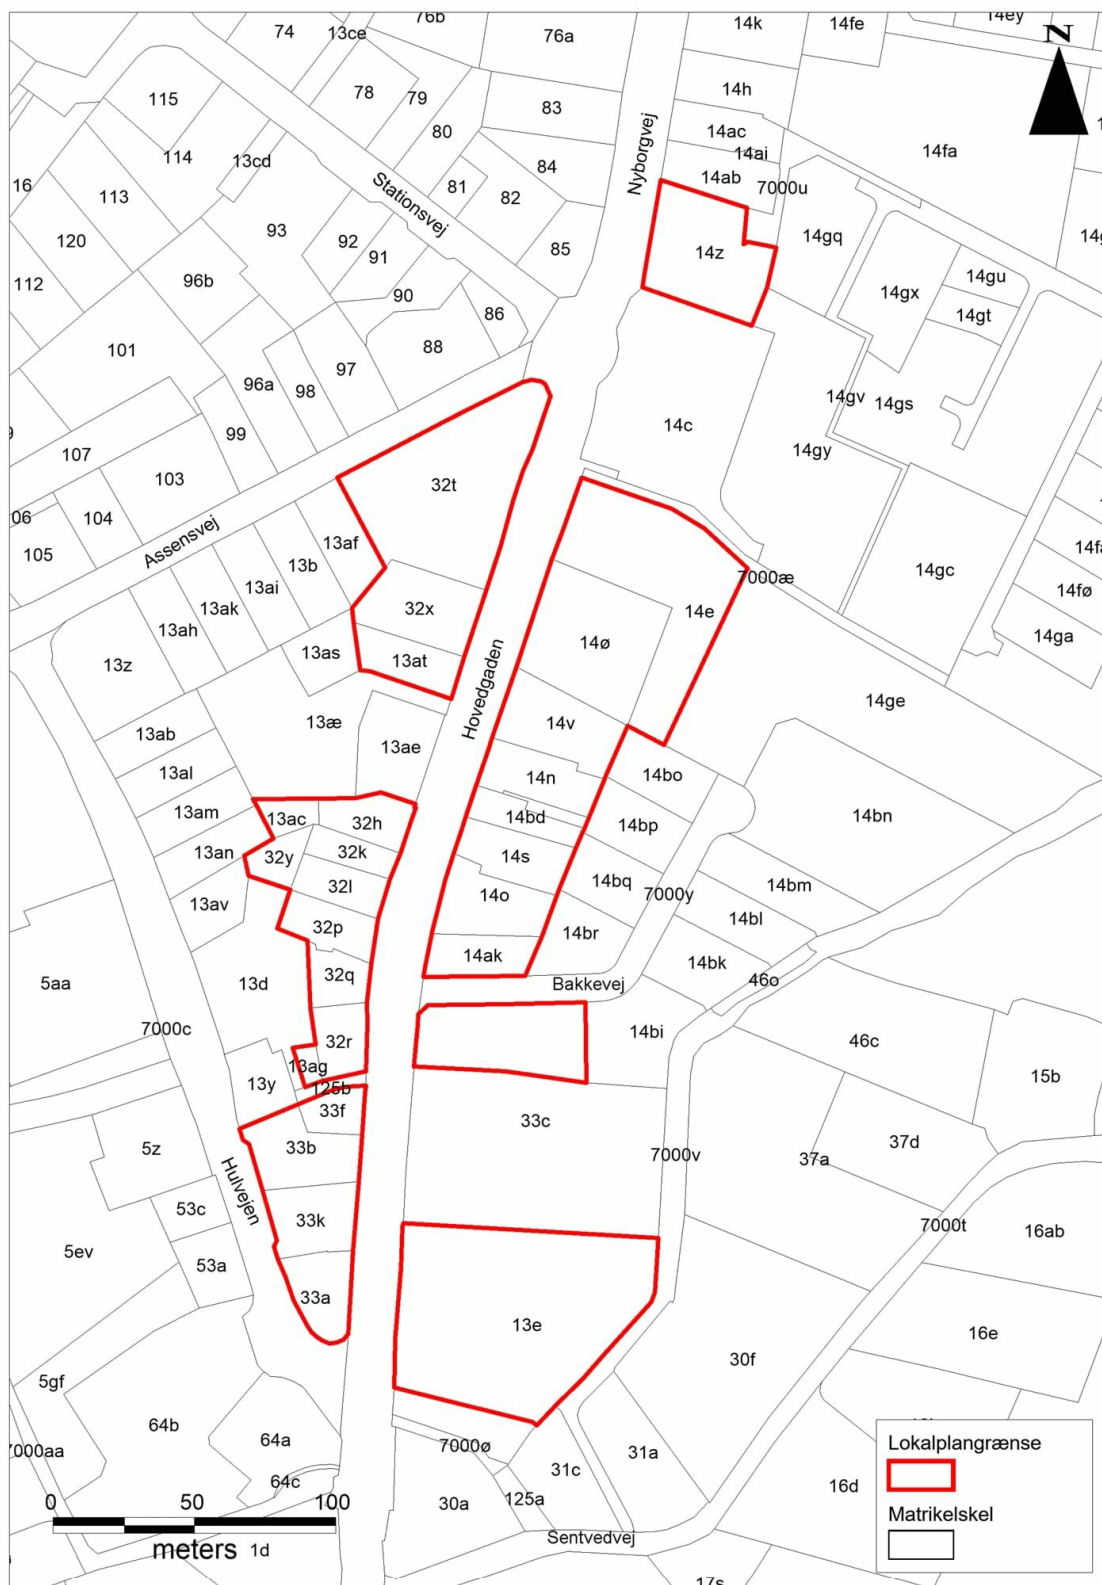 74
13ce
76b
76a
14k
14fe
14ey
N
115
78
79
83
14h
80
14ac
114
13cd
84
14ai
14fa
16
14ab
113
81
82
7000u
Stationsvej
Nyborgvej
93
92
91
85
14z
14gq
120
112
96b
90
86
14gu
14gx
14gt
101
88
97
96a
98
14gv
14gs
99
14c
107
103
32t
14gy
06
104
105
Assensvej
13af
13b
13ai
13ak
13ah
7000æ
14gc
14fø
32x
14e
14ga
13z
13as
13at
14ø
Hovedgaden
13æ
14ge
13ab
13ae
14v
13al
14n
14bo
13am
13ac
32h
14bd
14bp
14bn
13an
32y
32k
14s
32l
14bq
7000y
14bm
13av
14o
32p
14br
14bl
14ak
14bk
5aa
13d
32q
Bakkevej
46o
7000c
32r
14bi
46c
13ag
13y
125b
15b
33f
33c
5z
33b
7000v
37a
37d
Hulvejen
53c
33k
7000t
5ev
53a
16ab
33a
13e
16e
30f
5gf
64b
64a
7000aa
7000ø
31a
Lokalplangrænse
64c
31c
30a
125a
16d
0 50 100
Matrikelskel
meters
1d
Sentvedvej
17s